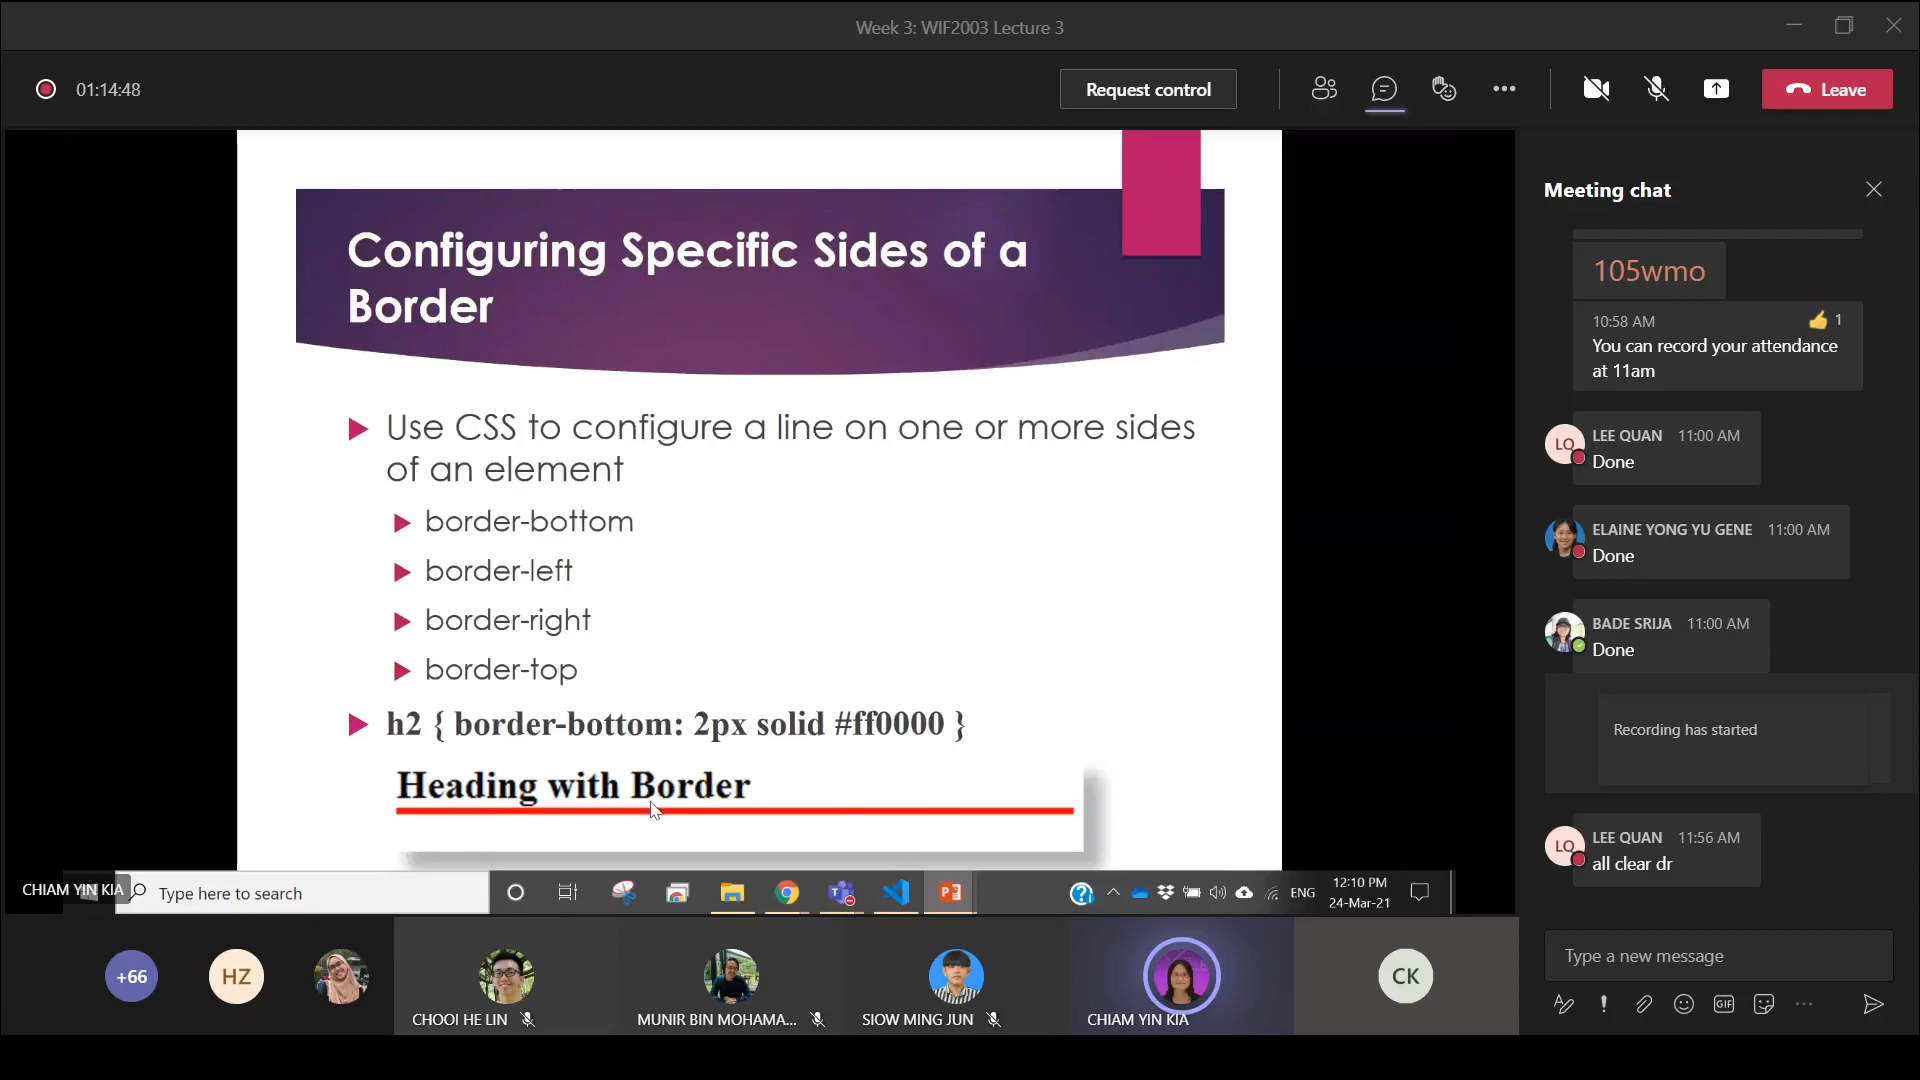 Week 3: WIF2003 Lecture 3
01:14:48
Request control
Leave
Configuring Specific Sides of a
Border
Use CSS to configure a line on one or more sides
of an element
border-bottom
border-left
border-right
border-top
h2 { border-bottom: 2px solid #ff0000 }
Heading with Border
CHIAM YIN KIA
Type here to search
ENG
12:10 PM
24-Mar-21
+66
HZ
CHOOI HE LIN
MUNIR BIN MOHAMA...
SIOW MING JUN
CHIAM YIN KIA
CK
Meeting chat
105wmo
10:58 AM
1
You can record your attendance
at 11am
LQ
LEE QUAN 11:00 AM
Done
ELAINE YONG YU GENE 11:00 AM
Done
BADE SRIJA 11:00 AM
Done
Recording has started
LQ
LEE QUAN 11:56 AM
all clear dr
Type a new message
GIF